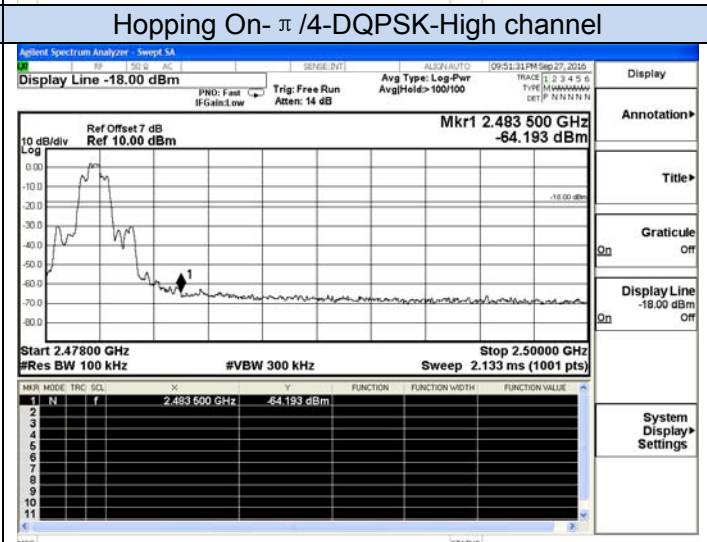 Hopping On- π /4-DQPSK-High channel
Agilent Spectrum Analyzer - Swept SA
RF 50 Ω AC SENSE:INT ALIGN AUTO 09:51:31 PM Sep 27, 2016
Display Line -18.00 dBm
PNO: Fast
IFGain:Low
Trig: Free Run
Atten: 14 dB
Avg Type: Log-Pwr
Avg|Hold:>100/100
TRACE 1 2 3 4 5 6
TYPE M
DET P N N N N N
Ref Offset 7 dB
Ref 10.00 dBm
10 dB/div
Log
Mkr1 2.483 500 GHz
-64.193 dBm
0.00
-10.0
-20.0
-30.0
-40.0
-50.0
-60.0
-70.0
-80.0
-18.00 dBm
1
Start 2.47800 GHz
#Res BW 100 kHz
#VBW 300 kHz
Stop 2.50000 GHz
Sweep 2.133 ms (1001 pts)
MKR MODE TRC SCL X Y FUNCTION FUNCTION WIDTH FUNCTION VALUE
1 N f 2.483 500 GHz -64.193 dBm
2
3
4
5
6
7
8
9
10
11
Display
Annotation
Title
Graticule
On Off
Display Line
-18.00 dBm
On Off
System
Display
Settings